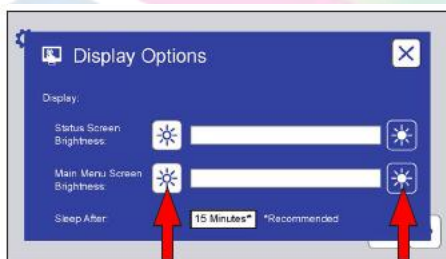 Display Options
Display:
Status Screen
Brightness:
Main Menu Screen
Brightness:
Sleep After:
15 Minutes*
*Recommended